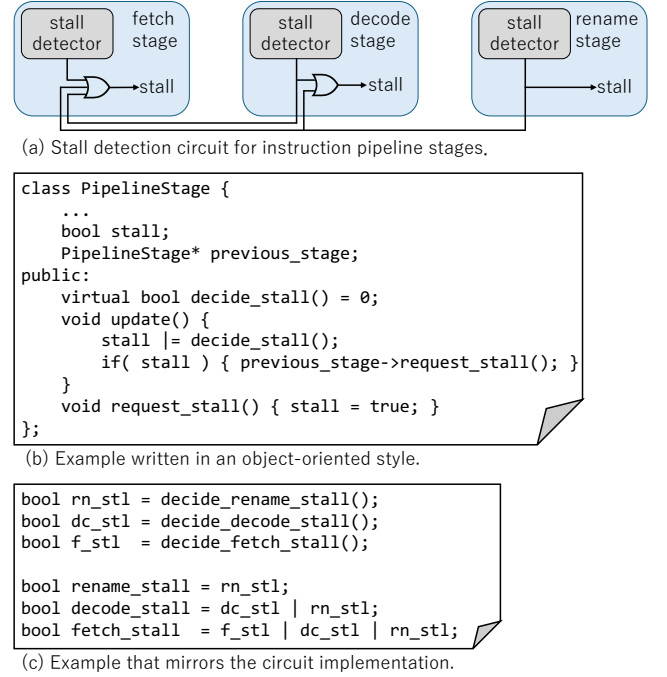 stall
detector
fetch
stage
stall
stall
detector
decode
stage
stall
stall
detector
rename
stage
stall
(a) Stall detection circuit for instruction pipeline stages.
class PipelineStage {
    ...
    bool stall;
    PipelineStage* previous_stage;
public:
    virtual bool decide_stall() = 0;
    void update() {
        stall |= decide_stall();
        if( stall ) { previous_stage->request_stall(); }
    }
    void request_stall() { stall = true; }
};
(b) Example written in an object-oriented style.
bool rn_stl = decide_rename_stall();
bool dc_stl = decide_decode_stall();
bool f_stl  = decide_fetch_stall();

bool rename_stall = rn_stl;
bool decode_stall = dc_stl | rn_stl;
bool fetch_stall  = f_stl | dc_stl | rn_stl;
(c) Example that mirrors the circuit implementation.